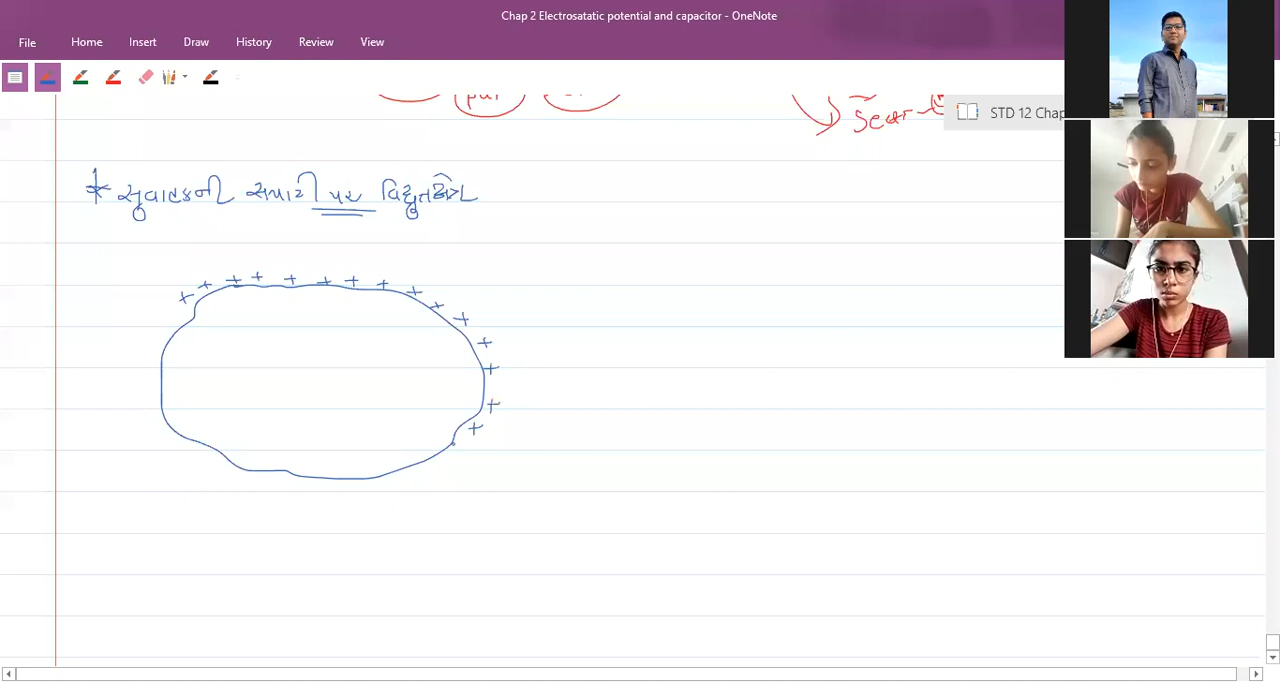 Chap 2 Electrosatatic potential and capacitor - OneNote
File Home Insert Draw History Review View
STD 12 Chap
* સુવાહકની સપાટી પર વિદ્યુતક્ષેત્ર
+ + + + + + + + + + + + + + + +